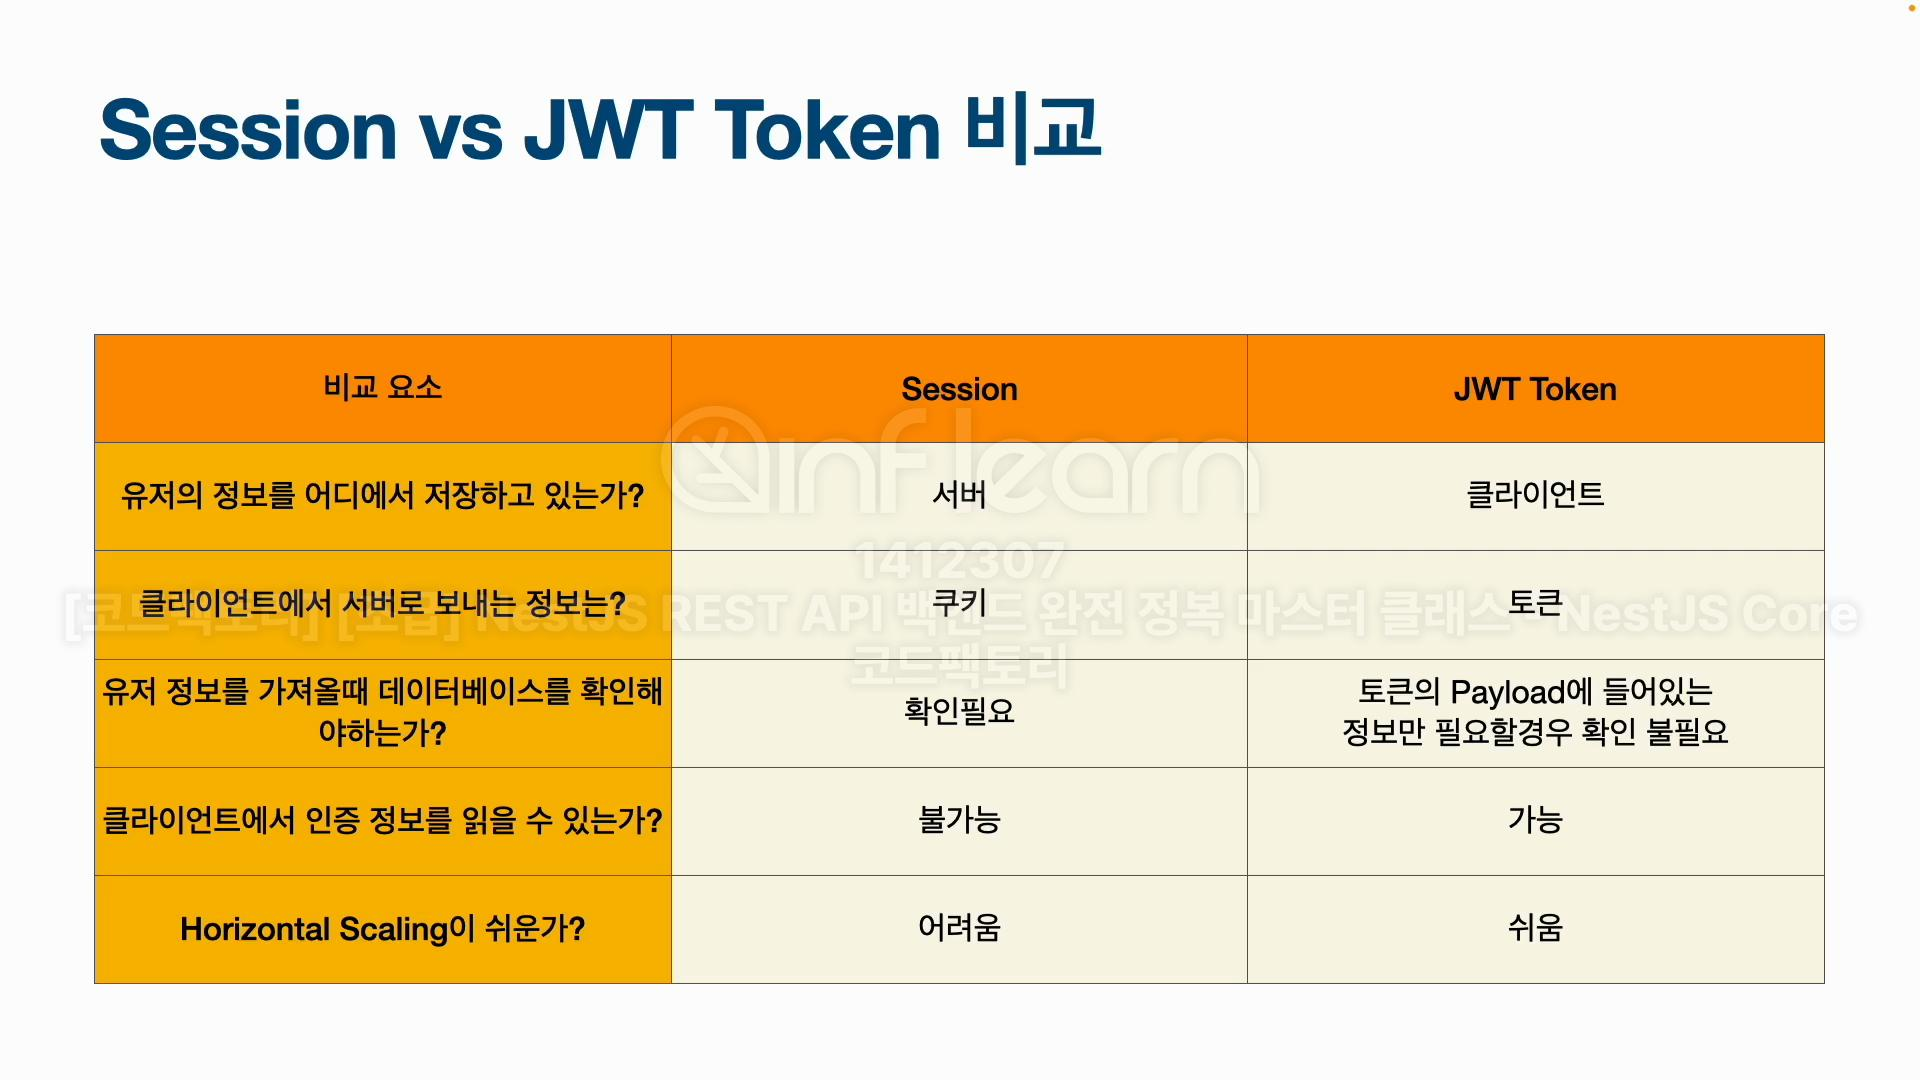 Session vs JWT Token 비교
비교 요소
Session
JWT Token
유저의 정보를 어디에서 저장하고 있는가?
서버
클라이언트
클라이언트에서 서버로 보내는 정보는?
쿠키
토큰
유저 정보를 가져올때 데이터베이스를 확인해
야하는가?
확인필요
토큰의 Payload에 들어있는
정보만 필요할경우 확인 불필요
클라이언트에서 인증 정보를 읽을 수 있는가?
불가능
가능
Horizontal Scaling이 쉬운가?
어려움
쉬움
inflearn
1412307
[코드팩토리] [초급] NestJS REST API 백엔드 완전 정복 마스터 클래스 - NestJS Core
코드팩토리